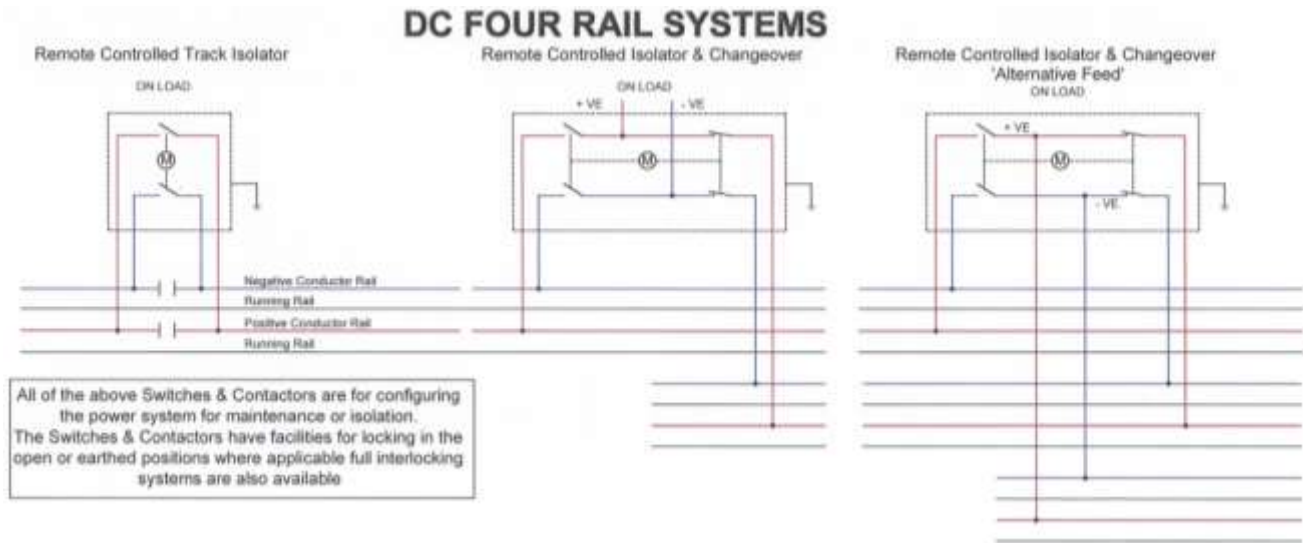 DC FOUR RAIL SYSTEMS
Remote Controlled Track Isolator
ON LOAD
M
Remote Controlled Isolator & Changeover
ON LOAD
+ VE
- VE
M
Remote Controlled Isolator & Changeover
'Alternative Feed'
ON LOAD
+ VE
M
- VE
Negative Conductor Rail
Running Rail
Positive Conductor Rail
Running Rail
All of the above Switches & Contactors are for configuring
the power system for maintenance or isolation.
The Switches & Contactors have facilities for locking in the
open or earthed positions where applicable full interlocking
systems are also available